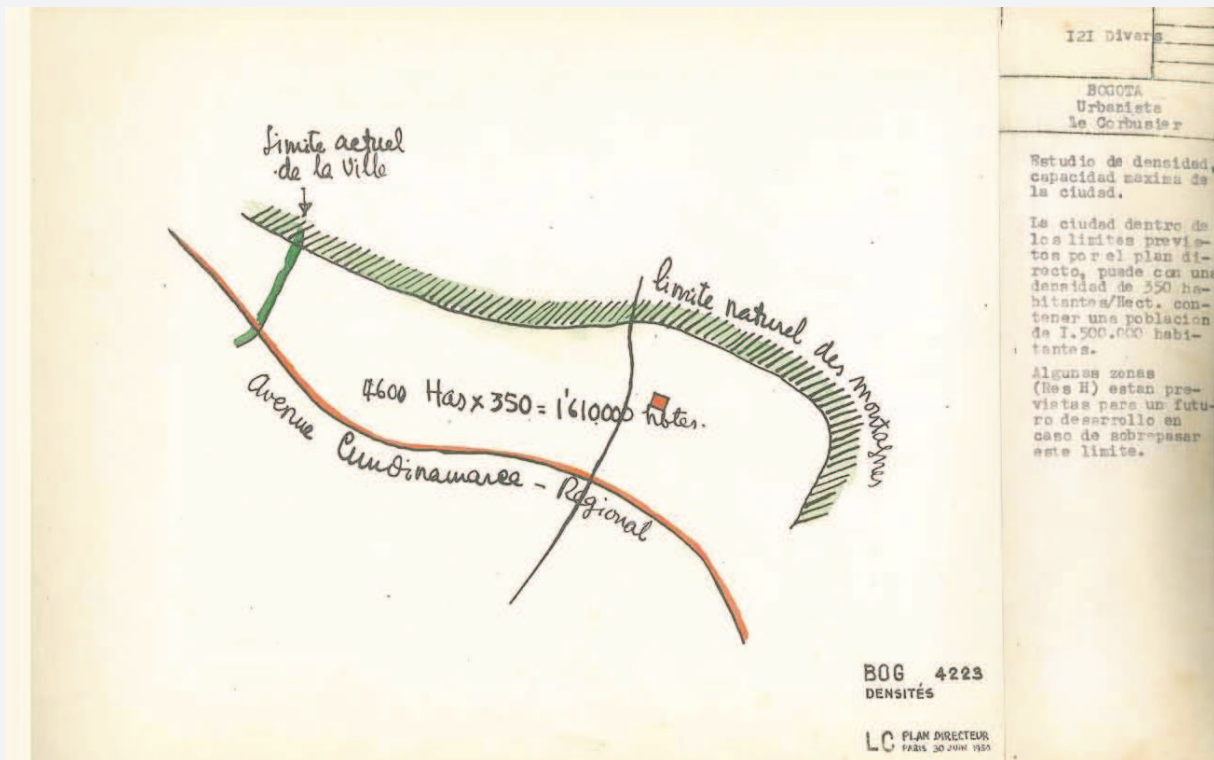 Limite actuel
de la Ville
limite naturel des montagnes
4600 Has x 350 = 1'610000 hbtes.
Avenue Cundinamarca - Régional
BOG 4223
DENSITÉS
LC PLAN DIRECTEUR
PARIS 30 JUIN 1950
I2I Divers
BOGOTA
Urbanista
le Corbusier
Estudio de densidad,
capacidad maxima de
la ciudad.
La ciudad dentro de
los limites previs-
tos por el plan di-
recto, puede con una
densidad de 350 ha-
bitantes/Hect. con-
tener una poblacion
de I.500.000 habi-
tantes.
Algunas zonas
(Res H) estan pre-
vistas para un futu-
ro desarrollo en
caso de sobrepasar
este limite.